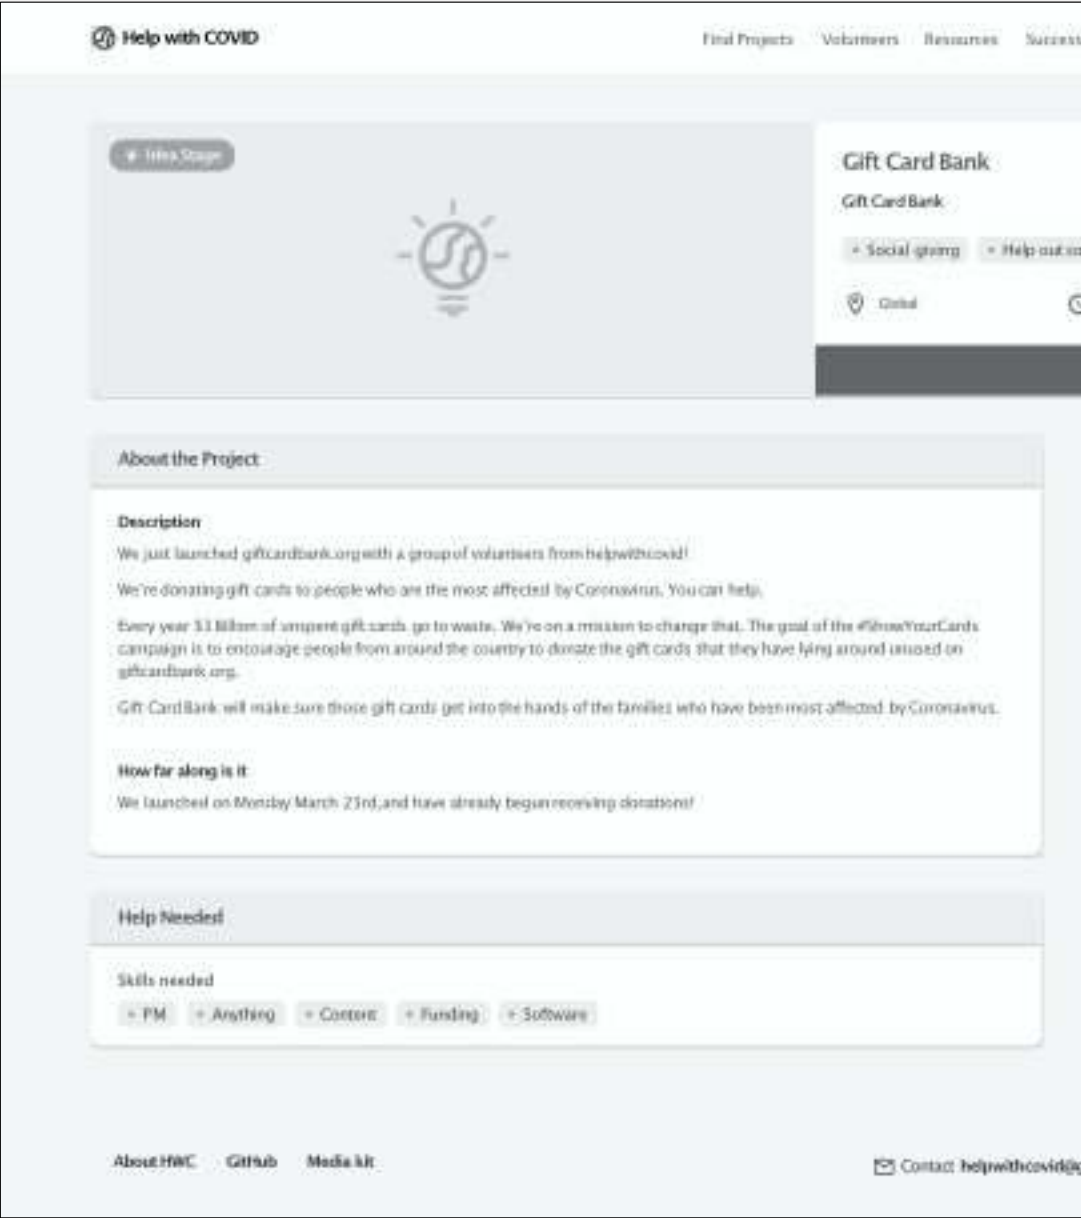 Help with COVID
Find Projects Volunteers Resources Success
Idea Stage
Gift Card Bank
Gift Card Bank
+ Social giving + Help out
Global
About the Project
Description
We just launched giftcardbank.org with a group of volunteers from helpwithcovid!
We're donating gift cards to people who are the most affected by Coronavirus. You can help.
Every year $3 Billion of unspent gift cards go to waste. We're on a mission to change that. The goal of the #ShowYourCards
campaign is to encourage people from around the country to donate the gift cards that they have lying around unused on
giftcardbank.org.
Gift Card Bank will make sure those gift cards get into the hands of the families who have been most affected by Coronavirus.
How far along is it
We launched on Monday March 23rd, and have already begun receiving donations!
Help Needed
Skills needed
+ PM + Anything + Content + Funding + Software
About HWC GitHub Media kit
Contact helpwithcovid@g